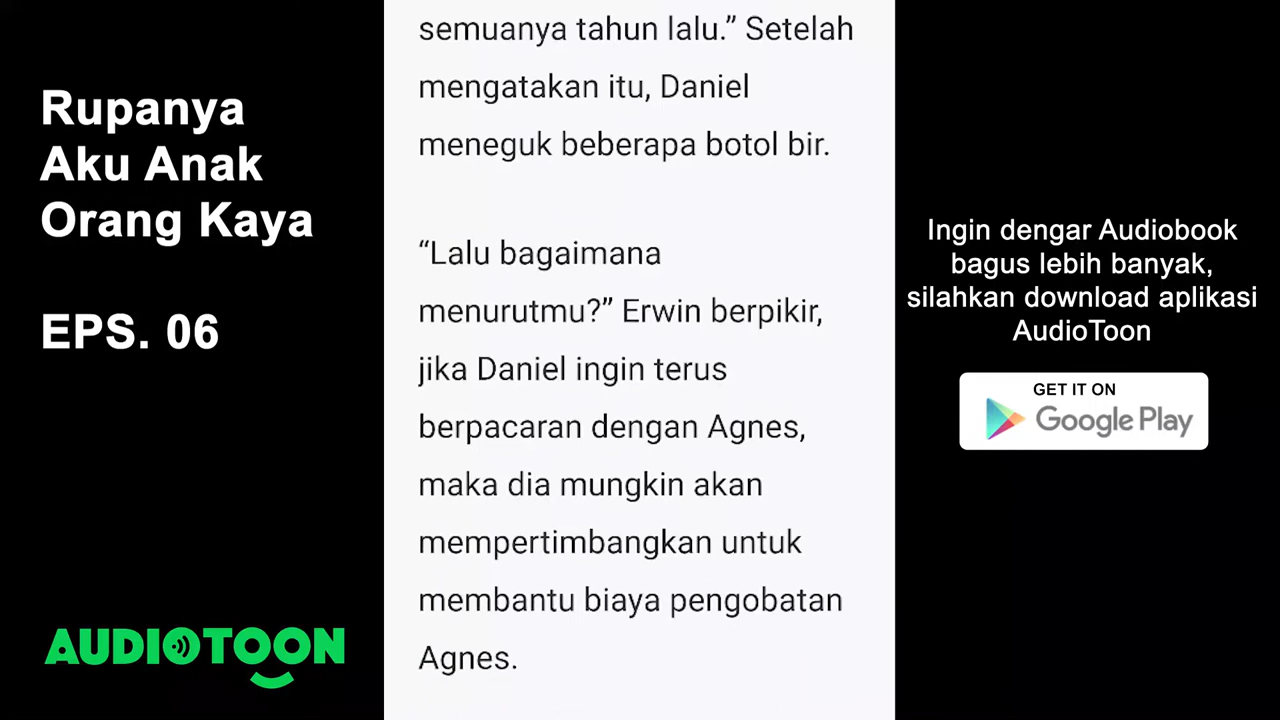 Rupanya
Aku Anak
Orang Kaya
EPS. 06
AUDIOTOON
semuanya tahun lalu.” Setelah
mengatakan itu, Daniel
meneguk beberapa botol bir.
“Lalu bagaimana
menurutmu?” Erwin berpikir,
jika Daniel ingin terus
berpacaran dengan Agnes,
maka dia mungkin akan
mempertimbangkan untuk
membantu biaya pengobatan
Agnes.
Ingin dengar Audiobook
bagus lebih banyak,
silahkan download aplikasi
AudioToon
GET IT ON
Google Play